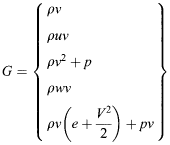 G = { ρv
ρuv
ρv² + p
ρwv
ρv(e + V²/2) + pv }